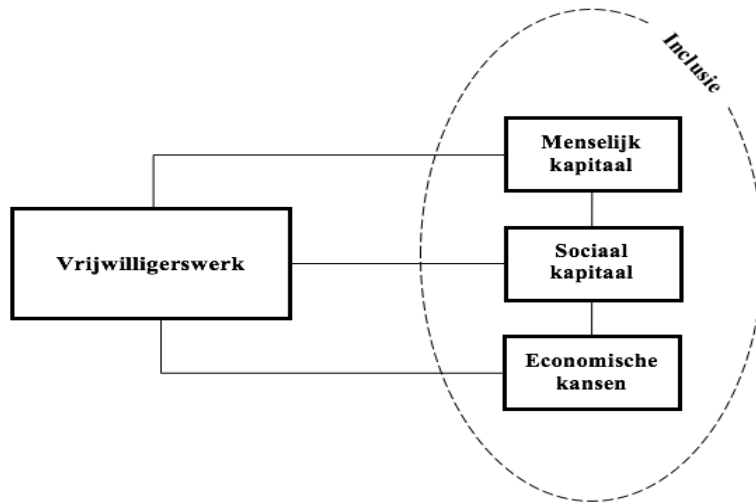 Inclusie
Menselijk
kapitaal
Vrijwilligerswerk
Sociaal
kapitaal
Economische
kansen